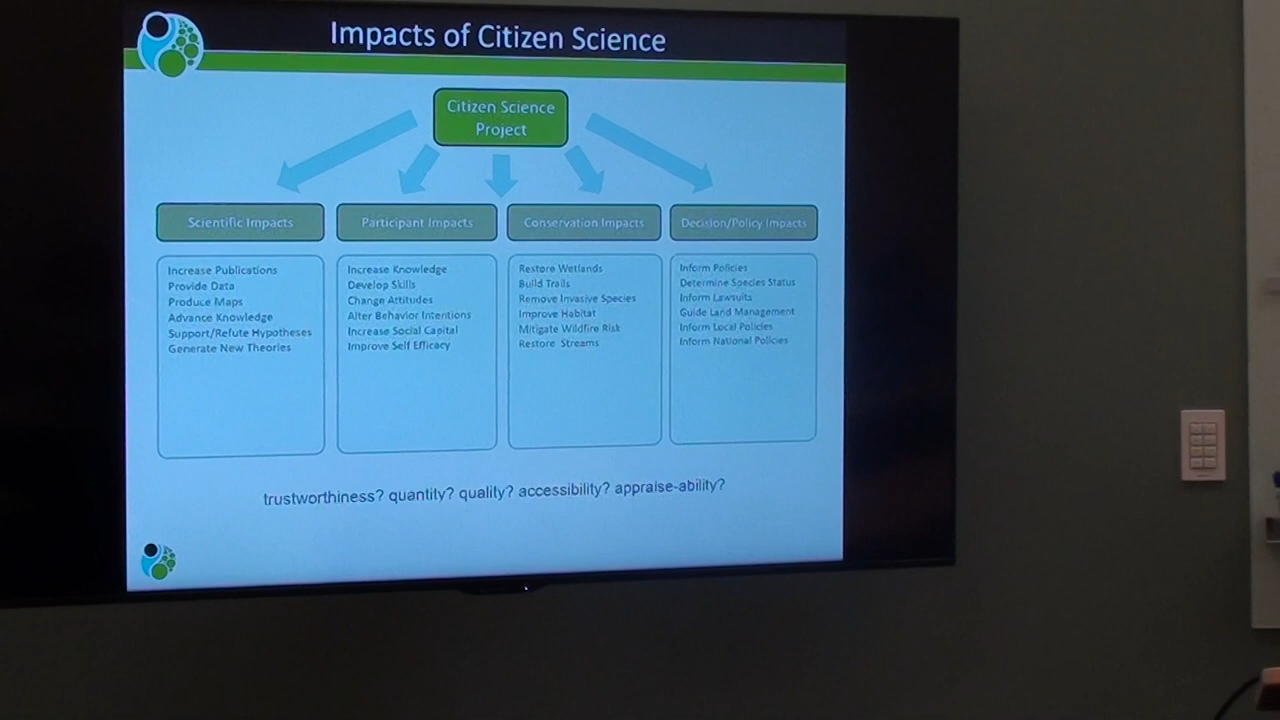 Impacts of Citizen Science
Citizen Science
Project
Scientific Impacts
Increase Publications
Provide Data
Produce Maps
Advance Knowledge
Support/Refute Hypotheses
Generate New Theories
Participant Impacts
Increase Knowledge
Develop Skills
Change Attitudes
Alter Behavior Intentions
Increase Social Capital
Improve Self Efficacy
Conservation Impacts
Restore Wetlands
Build Trails
Remove Invasive Species
Improve Habitat
Mitigate Wildfire Risk
Restore Streams
Decision/Policy Impacts
Inform Policies
Determine Species Status
Inform Lawsuits
Guide Land Management
Inform Local Policies
Inform National Policies
trustworthiness? quantity? quality? accessibility? appraise-ability?